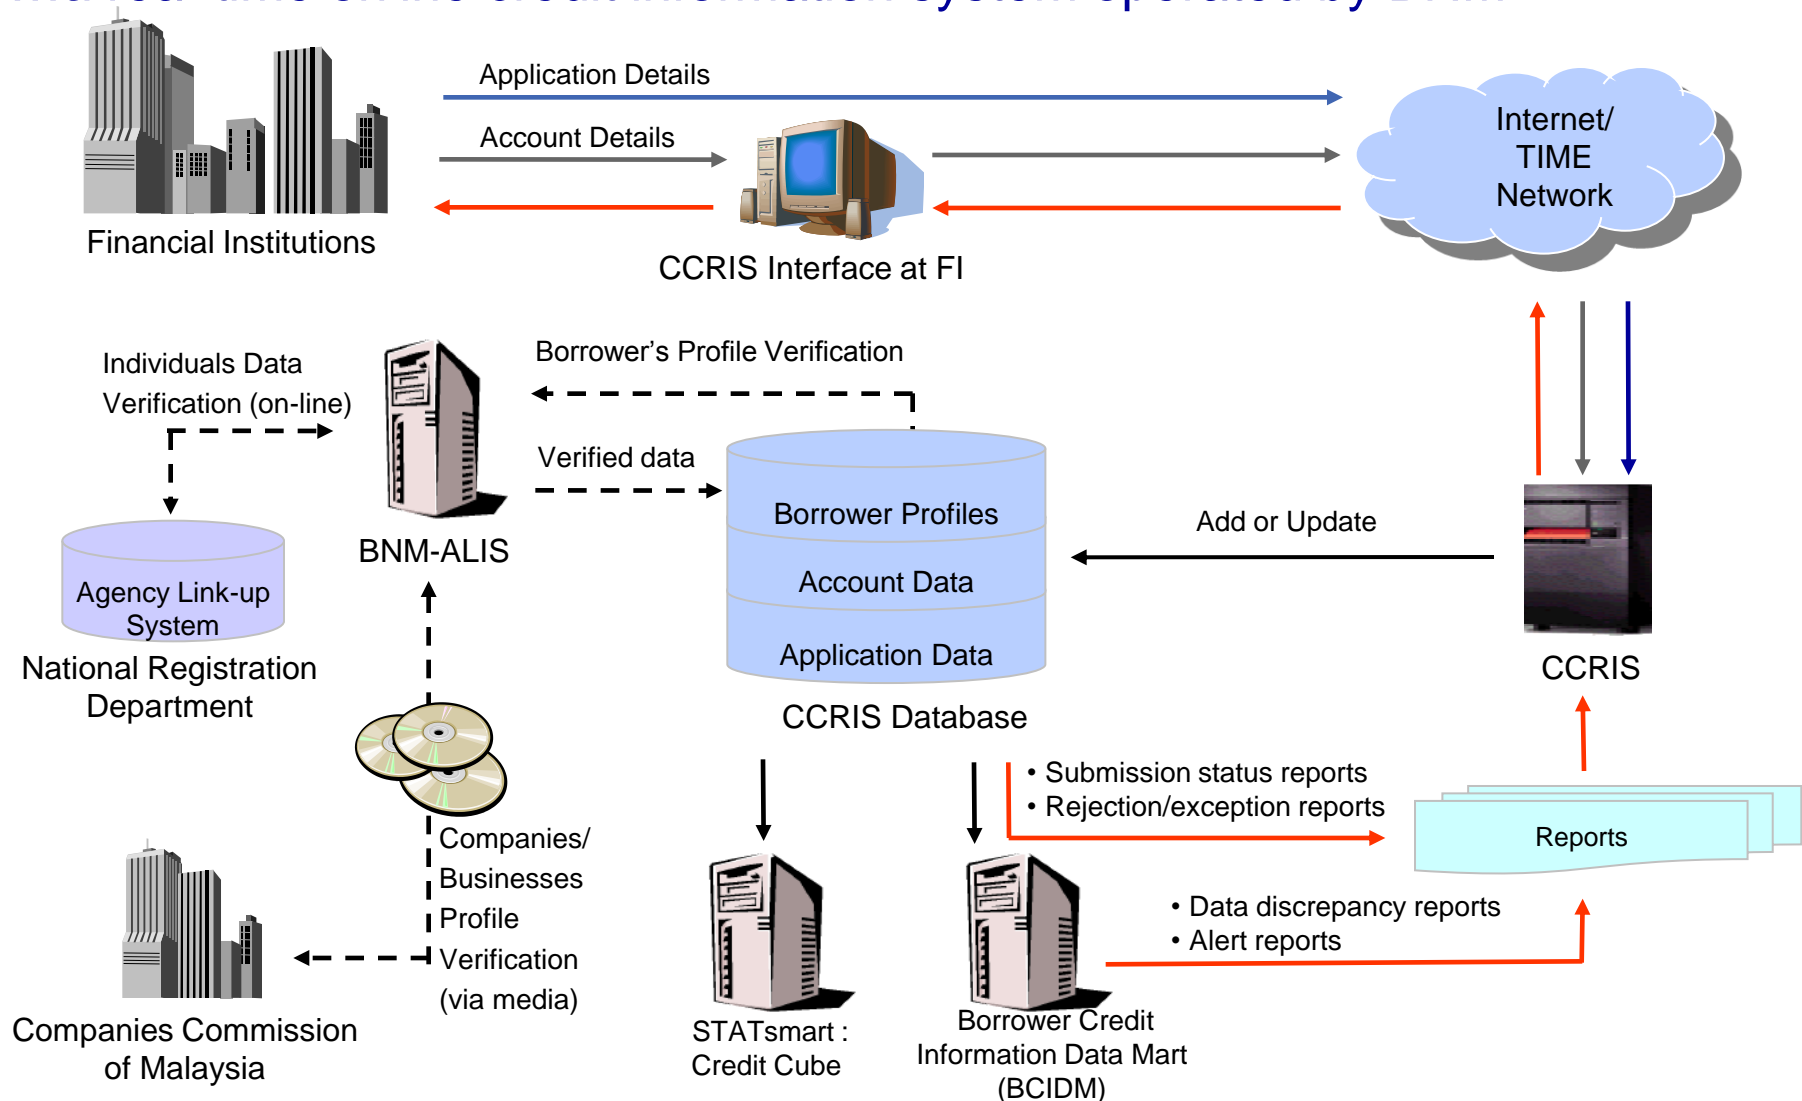 Application Details
Account Details
Internet/
TIME
Network
Financial Institutions
CCRIS Interface at FI
Individuals Data
Verification (on-line)
Borrower's Profile Verification
Verified data
BNM-ALIS
Agency Link-up
System
National Registration
Department
Borrower Profiles
Account Data
Application Data
CCRIS Database
Add or Update
CCRIS
• Submission status reports
• Rejection/exception reports
Reports
• Data discrepancy reports
• Alert reports
Companies/
Businesses
Profile
Verification
(via media)
Companies Commission
of Malaysia
STATsmart :
Credit Cube
Borrower Credit
Information Data Mart
(BCIDM)